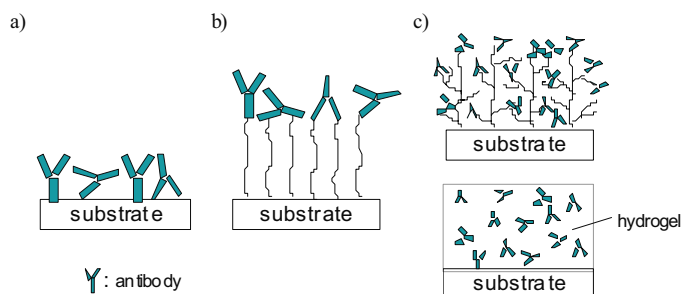 a)
b)
c)
substrate
substrate
substrate
hydrogel
substrate
: antibody